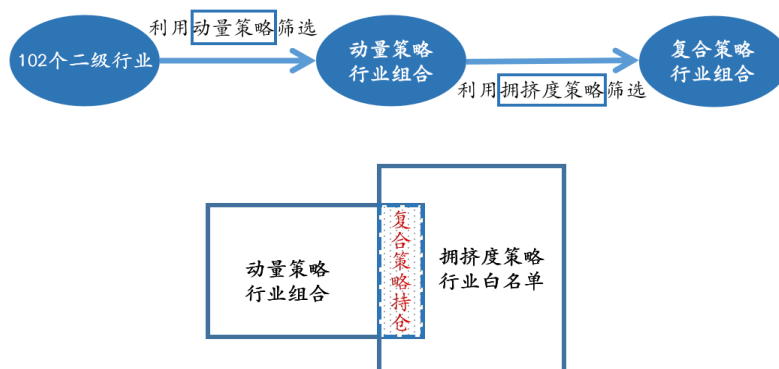 利用动量策略筛选
102个二级行业
动量策略
行业组合
复合策略
行业组合
利用拥挤度策略筛选
动量策略
行业组合
复合策略持仓
拥挤度策略
行业白名单